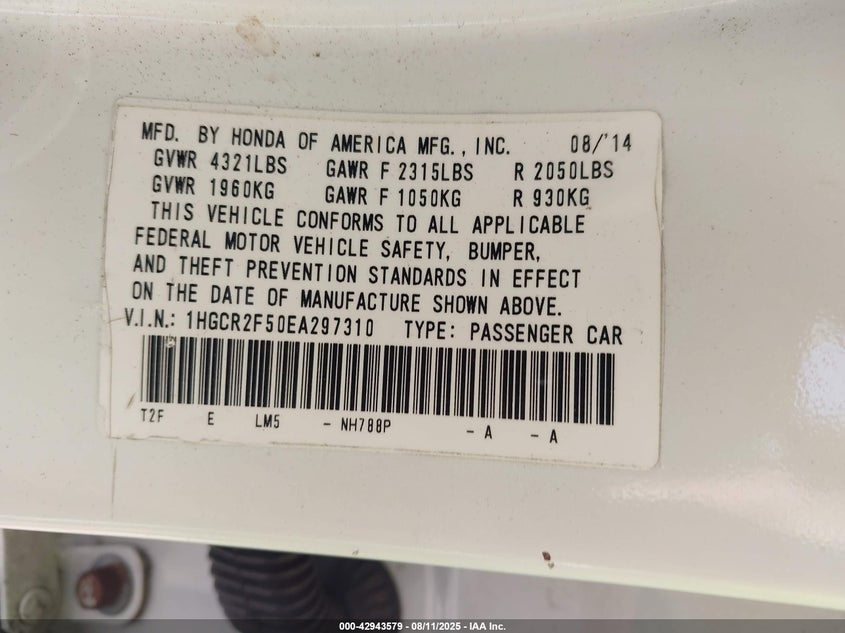 MFD. BY HONDA OF AMERICA MFG., INC. 08/'14
GVWR 4321LBS GAWR F 2315LBS R 2050LBS
GVWR 1960KG GAWR F 1050KG R 930KG
THIS VEHICLE CONFORMS TO ALL APPLICABLE
FEDERAL MOTOR VEHICLE SAFETY, BUMPER,
AND THEFT PREVENTION STANDARDS IN EFFECT
ON THE DATE OF MANUFACTURE SHOWN ABOVE.
V.I.N.: 1HGCR2F50EA297310 TYPE: PASSENGER CAR
T2F E LM5 - NH788P - A - A
000-42943579 - 08/11/2025 - IAA Inc.